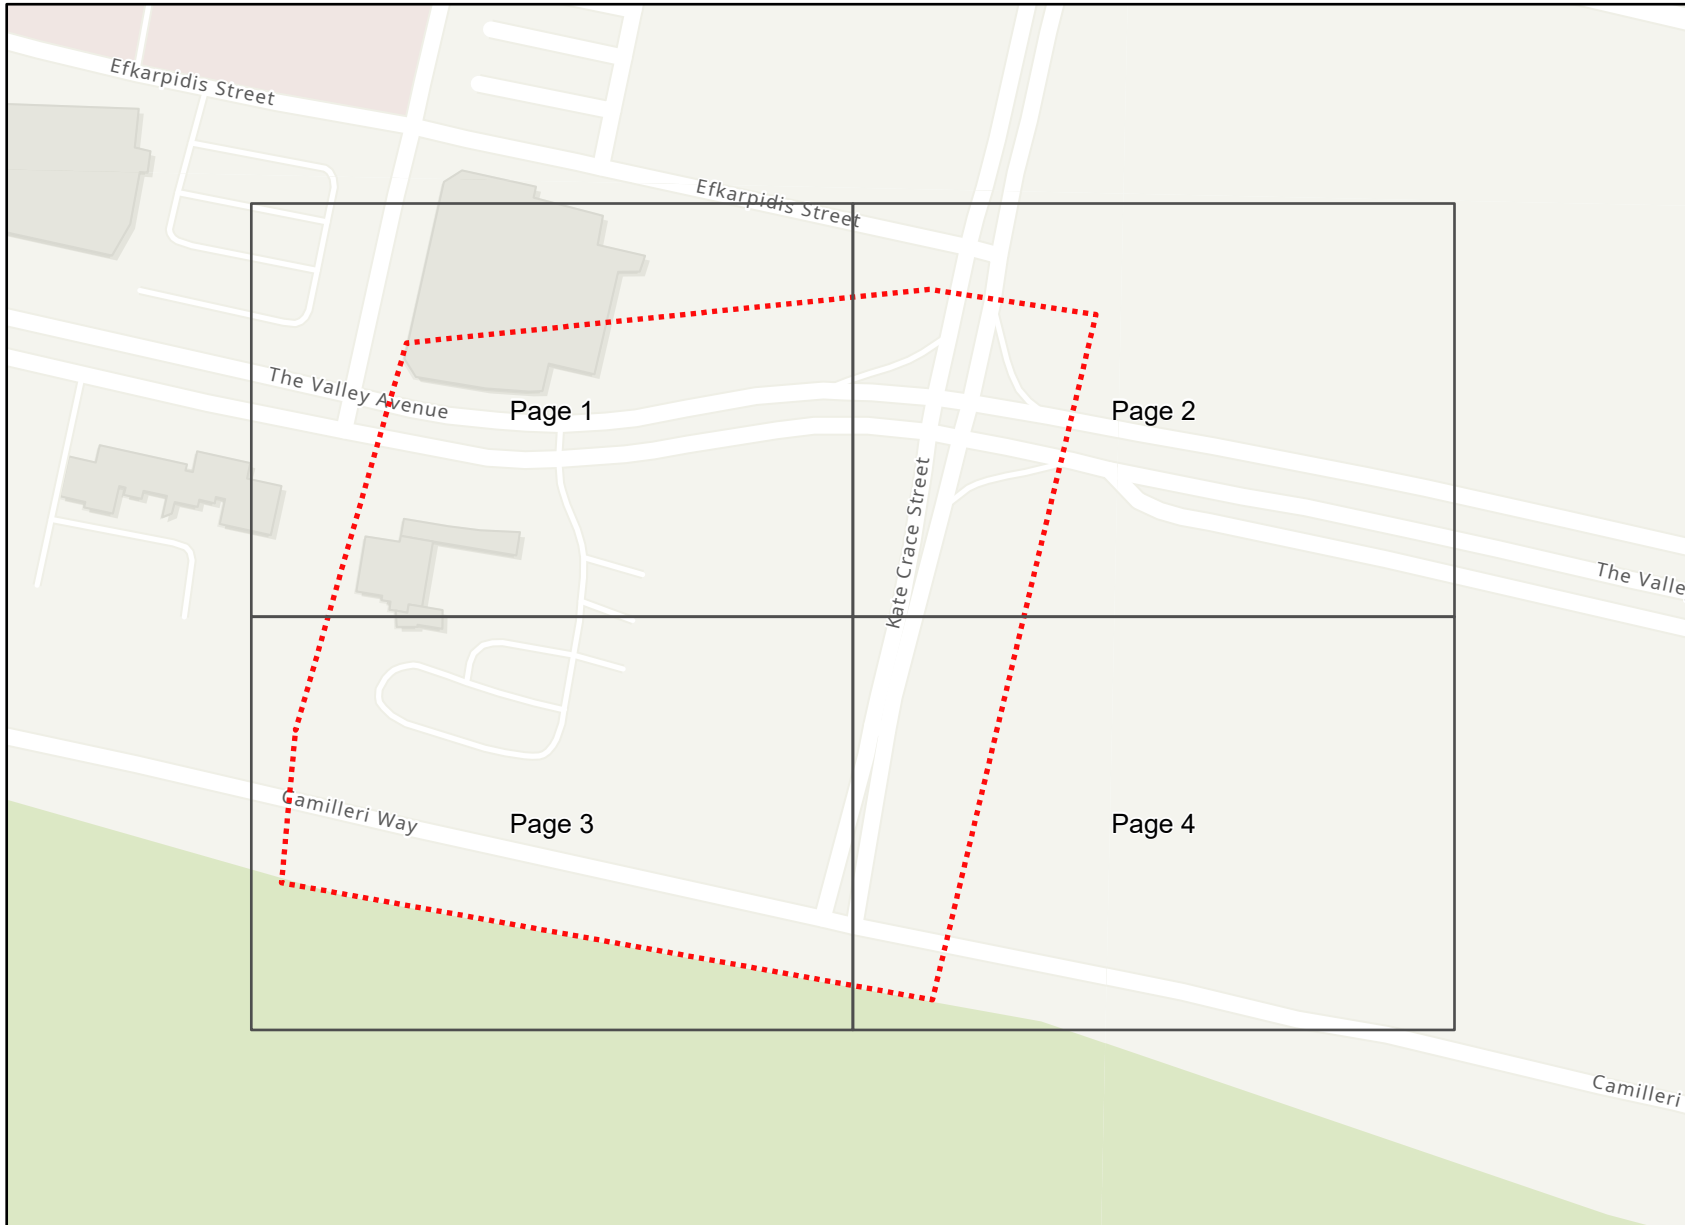 Efkarpidis Street
Efkarpidis Street
The Valley Avenue
Page 1
Page 2
Kate Crace Street
The Valle
Camilleri Way
Page 3
Page 4
Camilleri